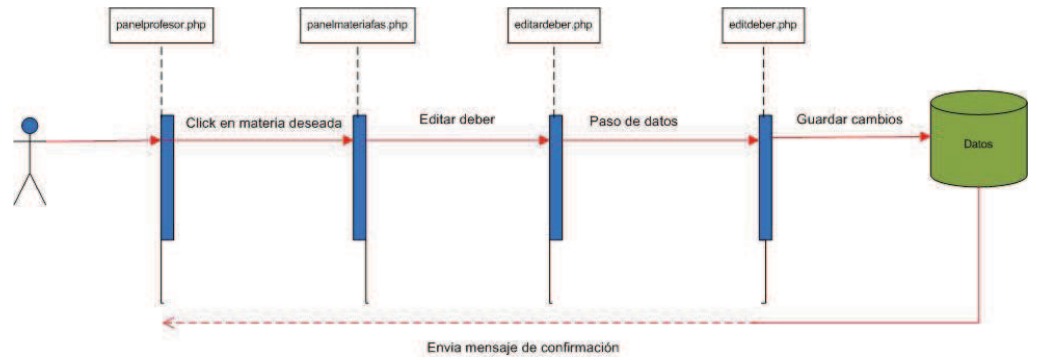 panelprofesor.php
panelmateriafas.php
editardeber.php
editdeber.php
Click en materia deseada
Editar deber
Paso de datos
Guardar cambios
Datos
Envia mensaje de confirmación